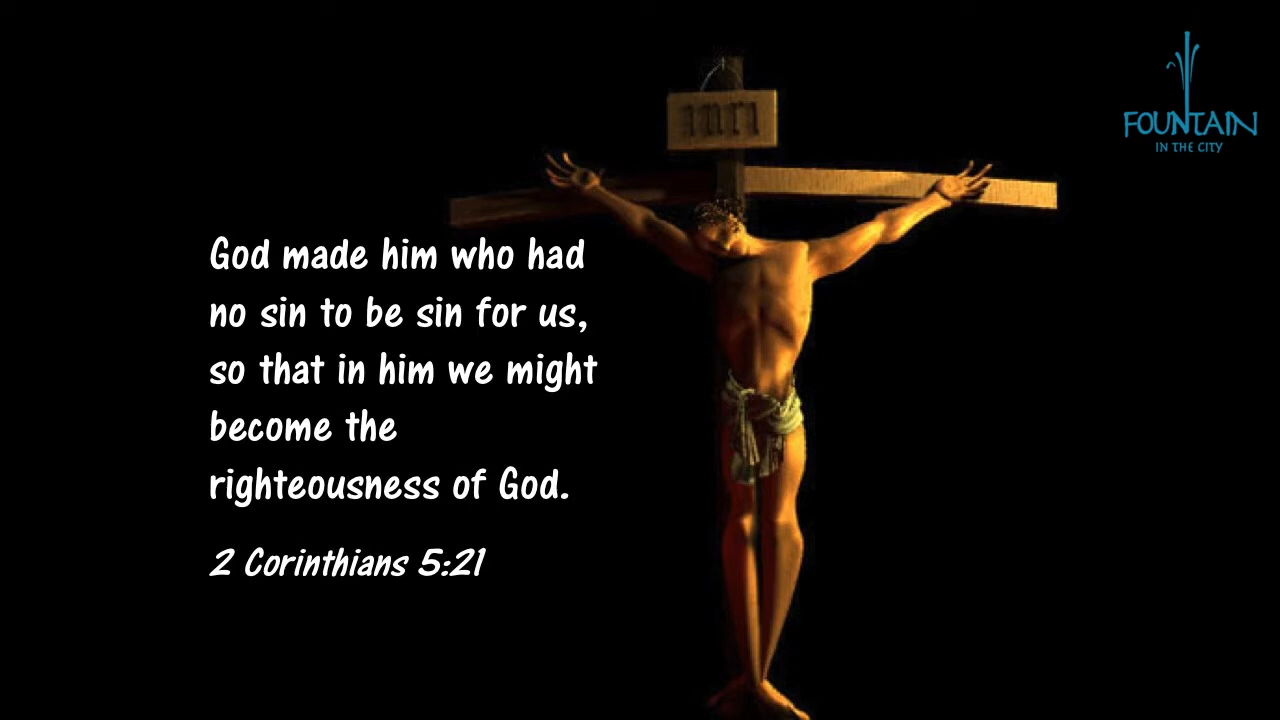 INRI
FOUNTAIN
IN THE CITY
God made him who had
no sin to be sin for us,
so that in him we might
become the
righteousness of God.
2 Corinthians 5:21